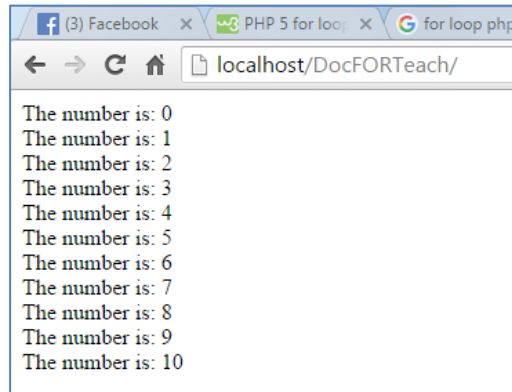 (3) Facebook
PHP 5 for loop
for loop php
localhost/DocFORTeach/
The number is: 0
The number is: 1
The number is: 2
The number is: 3
The number is: 4
The number is: 5
The number is: 6
The number is: 7
The number is: 8
The number is: 9
The number is: 10